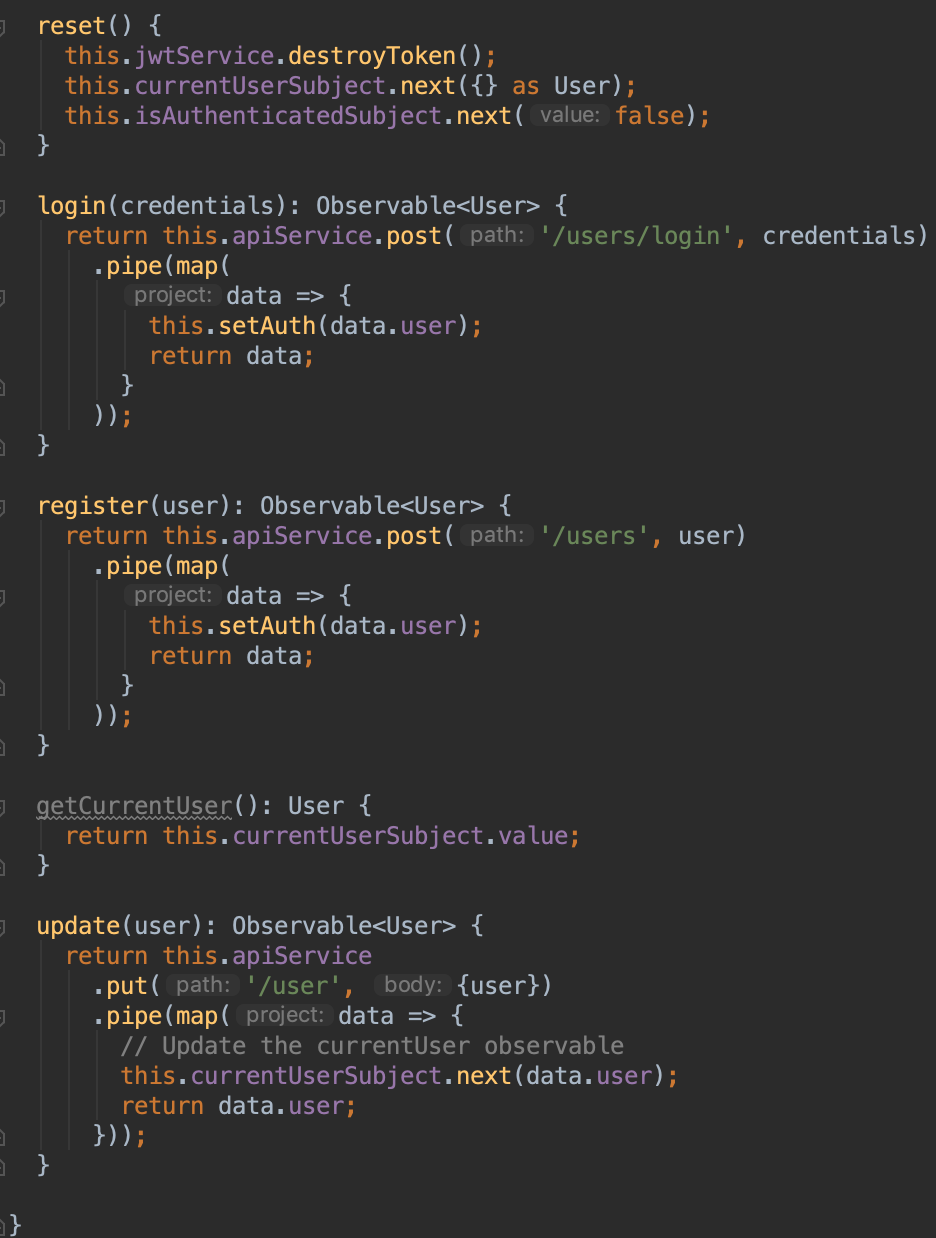 reset() {
  this.jwtService.destroyToken();
  this.currentUserSubject.next({} as User);
  this.isAuthenticatedSubject.next( value: false);
}

login(credentials): Observable<User> {
  return this.apiService.post( path: '/users/login', credentials)
    .pipe(map(
      project: data => {
        this.setAuth(data.user);
        return data;
      }
    ));
}

register(user): Observable<User> {
  return this.apiService.post( path: '/users', user)
    .pipe(map(
      project: data => {
        this.setAuth(data.user);
        return data;
      }
    ));
}

getCurrentUser(): User {
  return this.currentUserSubject.value;
}

update(user): Observable<User> {
  return this.apiService
    .put( path: '/user', body: {user})
    .pipe(map( project: data => {
      // Update the currentUser observable
      this.currentUserSubject.next(data.user);
      return data.user;
    }));
}

}